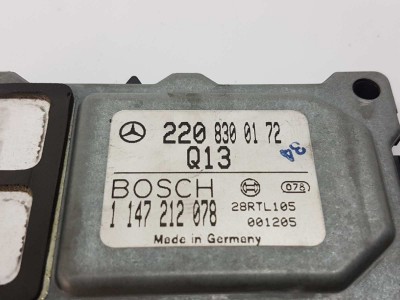 220 830 01 72
Q13
BOSCH
078
1 147 212 078
28RTL105
001205
Made in Germany